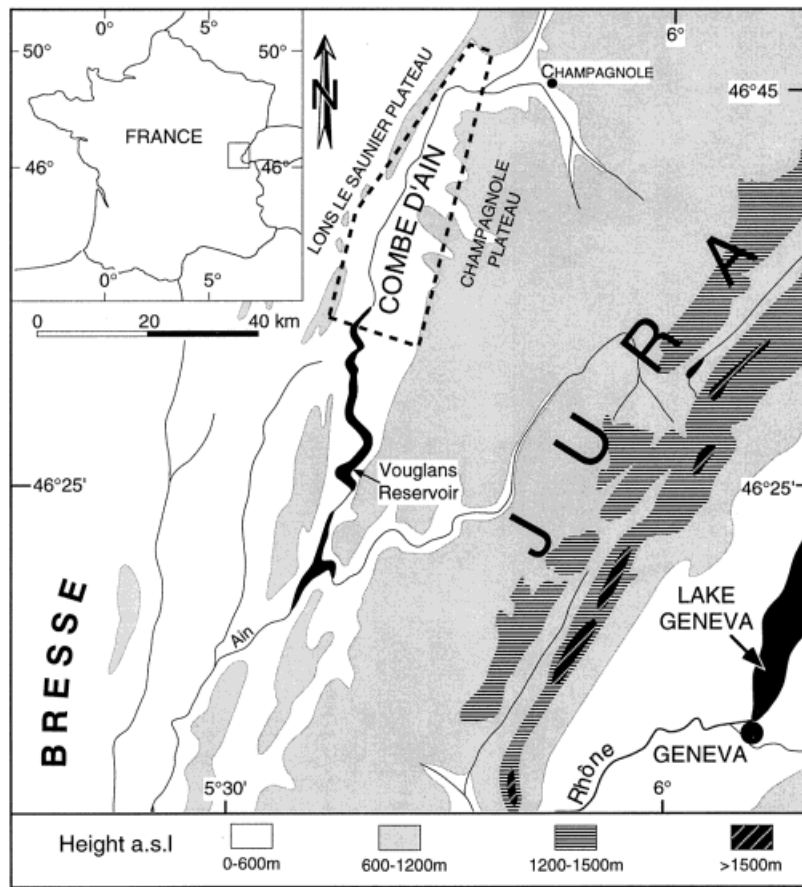 0°
5°
50°
50°
FRANCE
46°
46°
0°
5°
0
20
40 km
N
6°
CHAMPAGNOLE
46°45
LONS LE SAUNIER PLATEAU
COMBE D'AIN
CHAMPAGNOLE
PLATEAU
JURA
46°25'
Vouglans
Reservoir
46°25'
LAKE
GENEVA
BRESSE
Ain
Rhône
GENEVA
5°30'
6°
Height a.s.l
0-600m
600-1200m
1200-1500m
>1500m